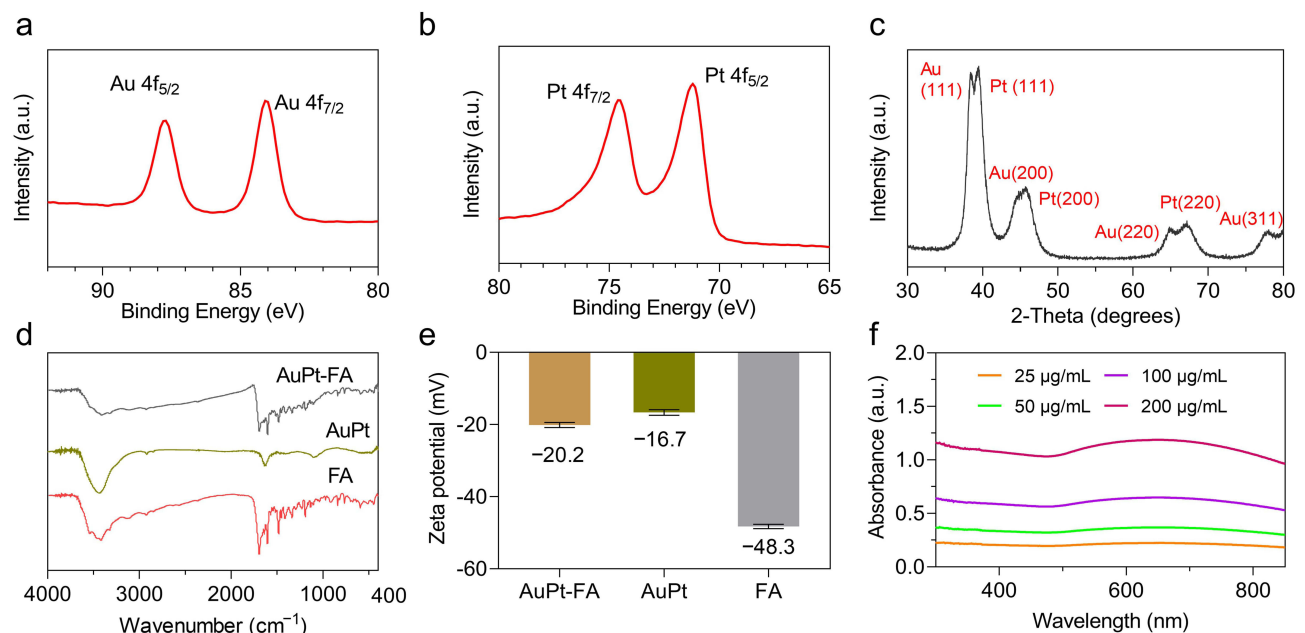 a
Au 4f5/2
Au 4f7/2
Intensity (a.u.)
90 84 80
Binding Energy (eV)
b
Pt 4f7/2
Pt 4f5/2
Intensity (a.u.)
80 75 70 65
Binding Energy (eV)
c
Au
(111)
Pt (111)
Au(200)
Pt(200)
Au(220)
Pt(220)
Au(311)
Intensity (a.u.)
30 40 50 60 70 80
2-Theta (degrees)
d
AuPt-FA
AuPt
FA
4000 3000 2000 1000 400
Wavenumber (cm−1)
e
Zeta potential (mV)
0
−20
−40
−60
−20.2
−16.7
−48.3
AuPt-FA AuPt FA
f
Absorbance (a.u.)
2.0
1.5
1.0
0.5
0.0
25 µg/mL 100 µg/mL
50 µg/mL 200 µg/mL
400 600 800
Wavelength (nm)